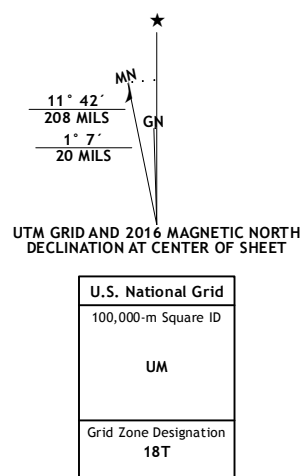 ★
MN
11° 42´
208 MILS
GN
1° 7´
20 MILS
UTM GRID AND 2016 MAGNETIC NORTH
DECLINATION AT CENTER OF SHEET
U.S. National Grid
100,000-m Square ID
UM
Grid Zone Designation
18T